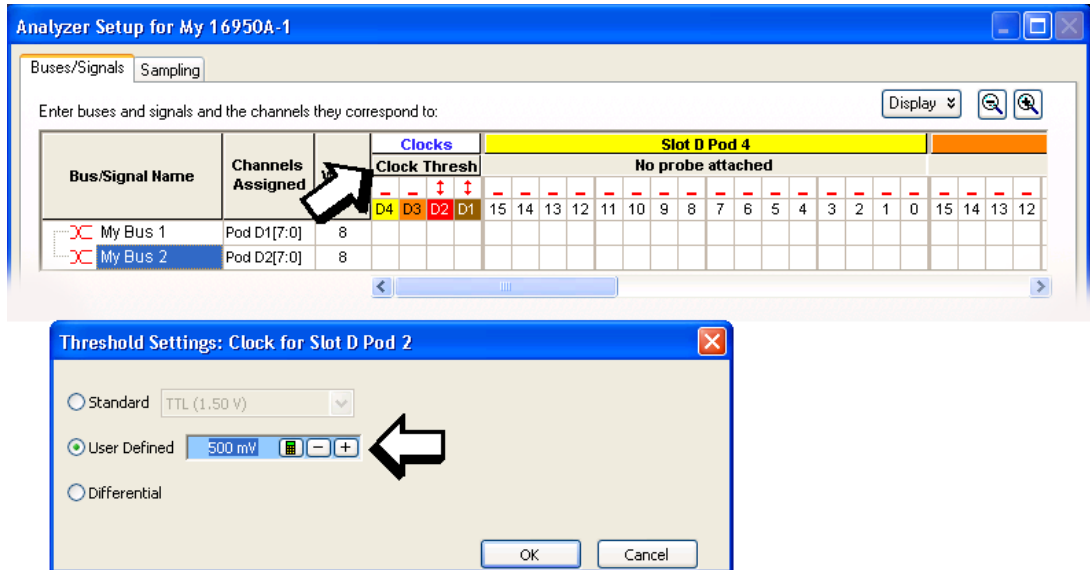 Analyzer Setup for My 16950A-1
Buses/Signals Sampling
Enter buses and signals and the channels they correspond to:
Display
Clocks Slot D Pod 4
Bus/Signal Name Channels Assigned Clock Thresh No probe attached
D4 D3 D2 D1 15 14 13 12 11 10 9 8 7 6 5 4 3 2 1 0 15 14 13 12
My Bus 1 Pod D1[7:0] 8
My Bus 2 Pod D2[7:0] 8
Threshold Settings: Clock for Slot D Pod 2
Standard TTL (1.50 V)
User Defined 500 mV
Differential
OK Cancel